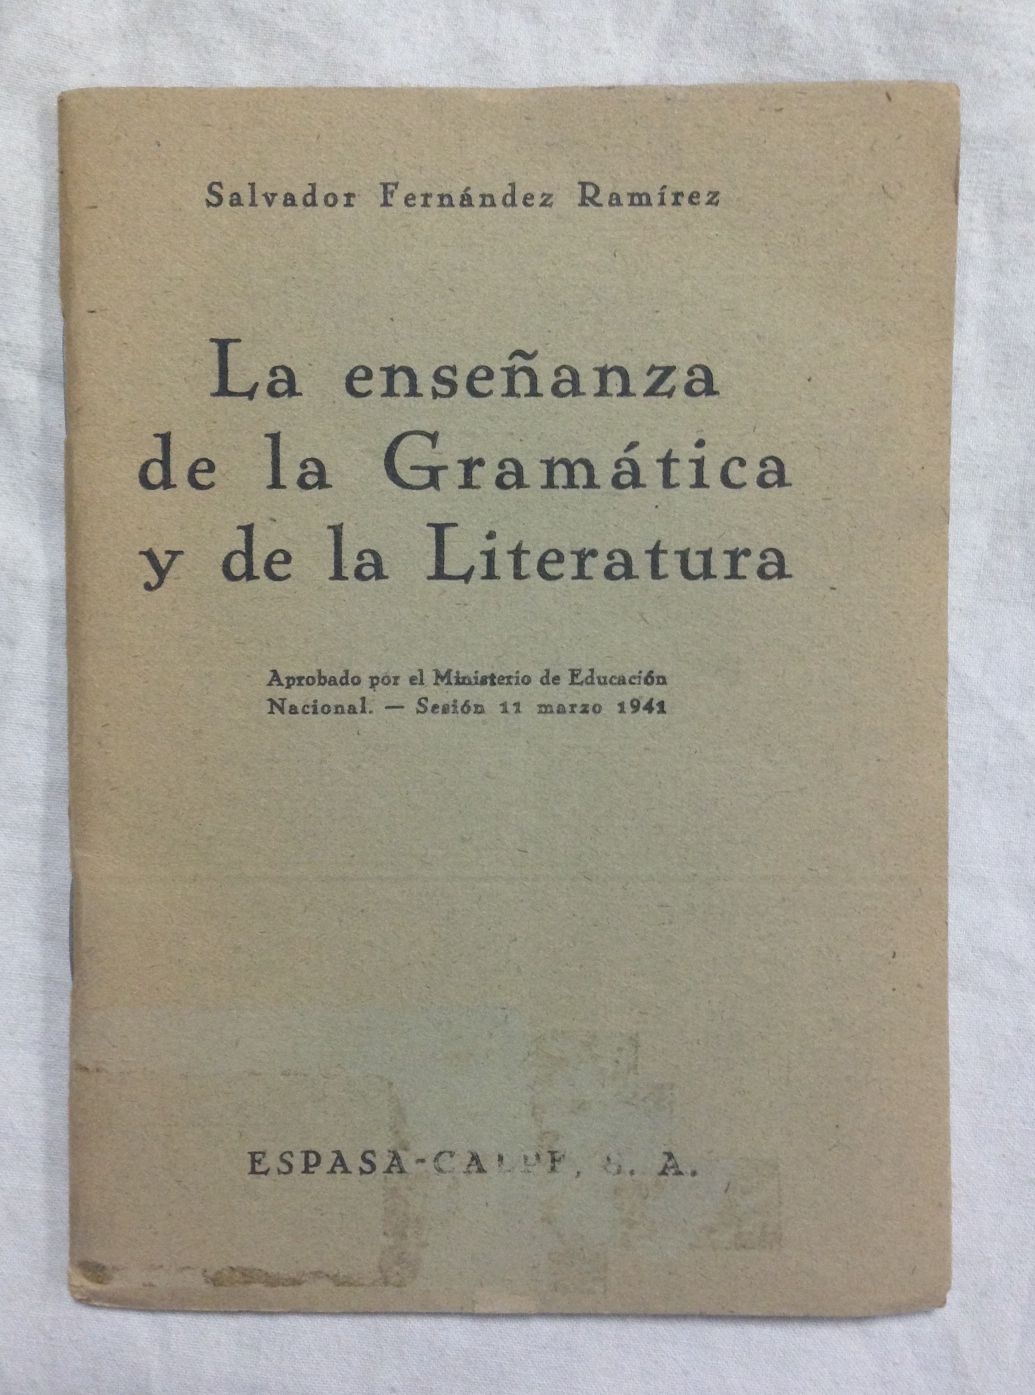 Salvador Fernández Ramírez
La enseñanza
de la Gramática
y de la Literatura
Aprobado por el Ministerio de Educación
Nacional. — Sesión 11 marzo 1941
ESPASA-CALPE, S. A.